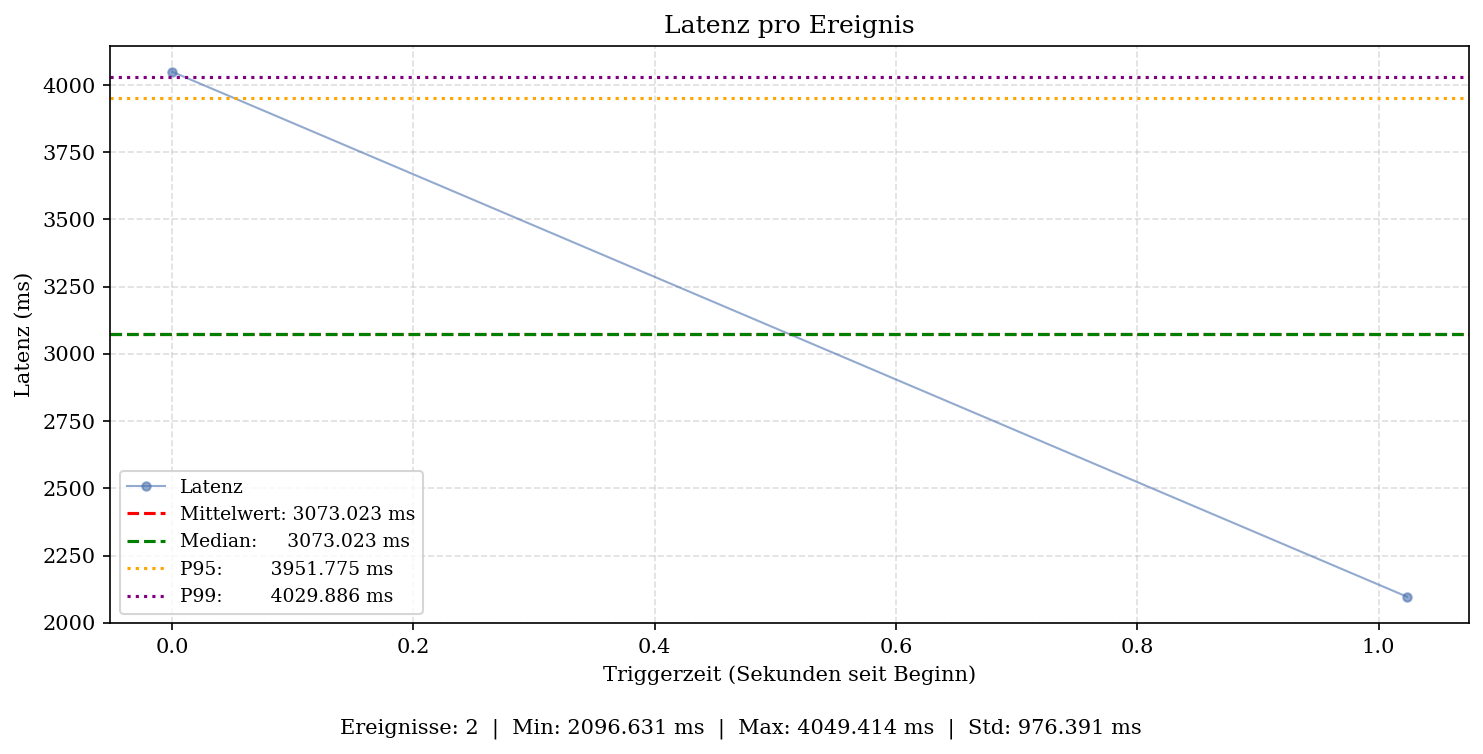 Latenz pro Ereignis
Latenz (ms)
4000
3750
3500
3250
3000
2750
2500
2250
2000
Latenz
Mittelwert: 3073.023 ms
Median: 3073.023 ms
P95: 3951.775 ms
P99: 4029.886 ms
0.0 0.2 0.4 0.6 0.8 1.0
Triggerzeit (Sekunden seit Beginn)
Ereignisse: 2 | Min: 2096.631 ms | Max: 4049.414 ms | Std: 976.391 ms